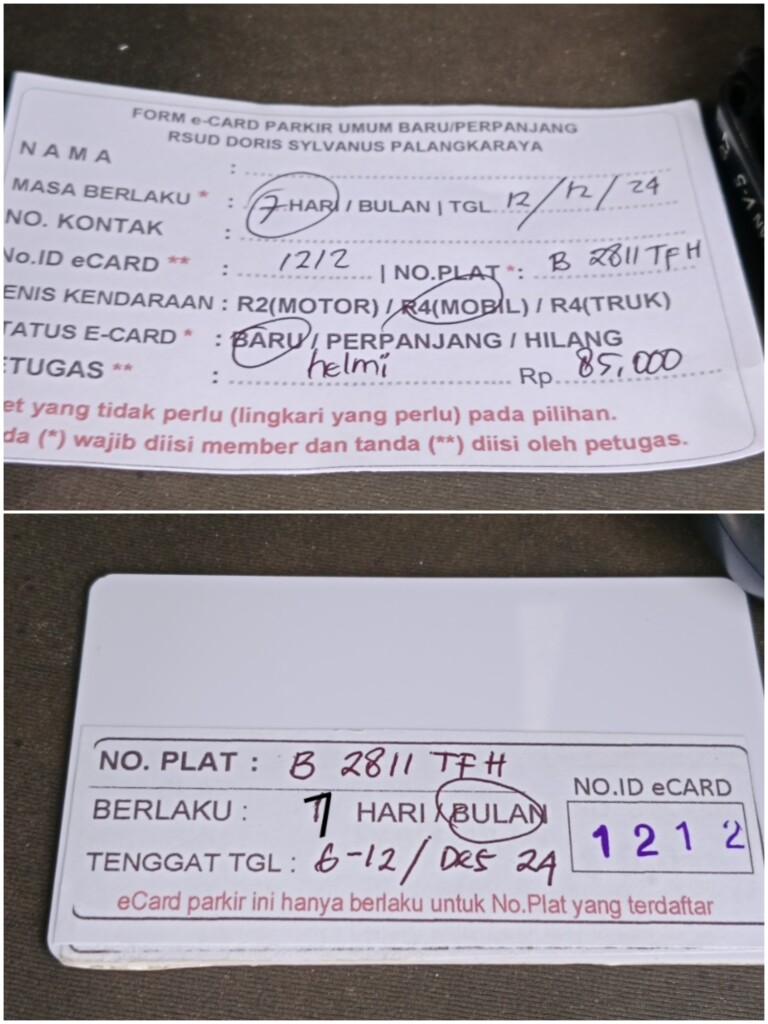 FORM e-CARD PARKIR UMUM BARU/PERPANJANG
RSUD DORIS SYLVANUS PALANGKARAYA
NAMA :
MASA BERLAKU * : 7 HARI / BULAN | TGL 12/12/24
NO. KONTAK :
No.ID eCARD ** : 1212 | NO.PLAT *: B 2811 TFH
ENIS KENDARAAN : R2(MOTOR) / R4(MOBIL) / R4(TRUK)
TATUS E-CARD * : BARU / PERPANJANG / HILANG
ETUGAS ** : helmi Rp 85,000
et yang tidak perlu (lingkari yang perlu) pada pilihan.
da (*) wajib diisi member dan tanda (**) diisi oleh petugas.
NO. PLAT : B 2811 TFH
BERLAKU : 7 HARI / BULAN
TENGGAT TGL : 6-12/ Des 24
NO.ID eCARD
1212
eCard parkir ini hanya berlaku untuk No.Plat yang terdaftar